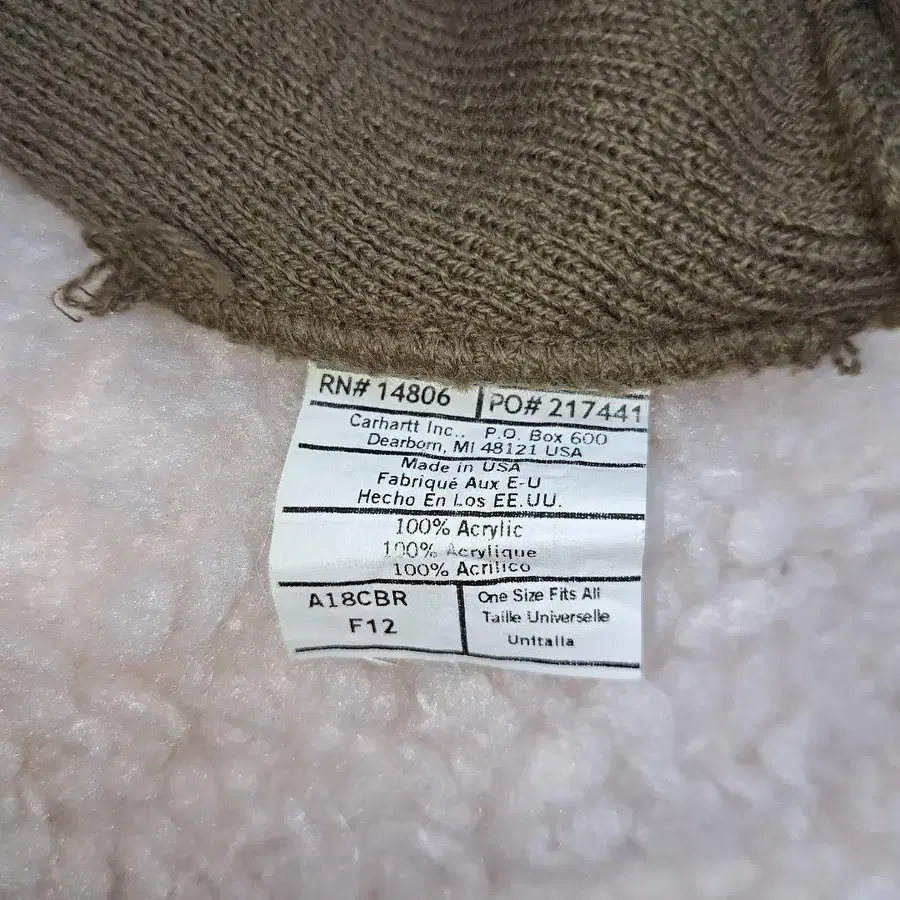 RN# 14806 PO# 217441
Carhartt Inc., P.O. Box 600
Dearborn, MI 48121 USA
Made in USA
Fabriqué Aux E-U
Hecho En Los EE.UU.
100% Acrylic
100% Acrylique
100% Acrilico
A18CBR
F12
One Size Fits All
Taille Universelle
Unitalla